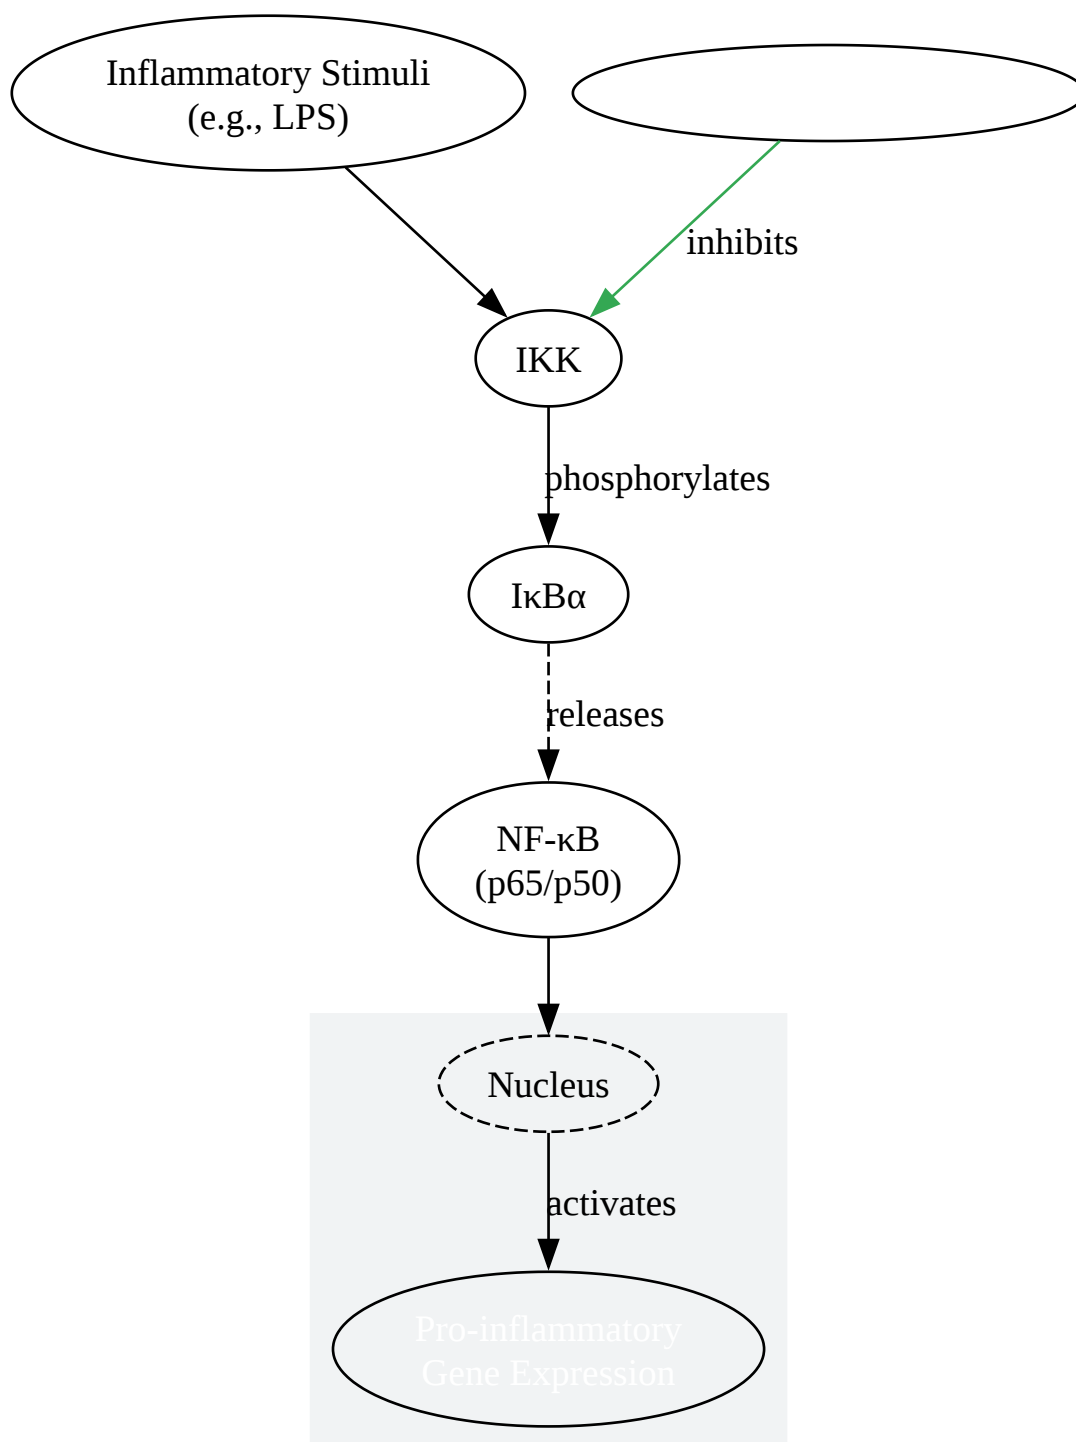 Inflammatory Stimuli
(e.g., LPS)
inhibits
IKK
phosphorylates
IκBα
releases
NF-κB
(p65/p50)
Nucleus
activates
Pro-inflammatory
Gene Expression